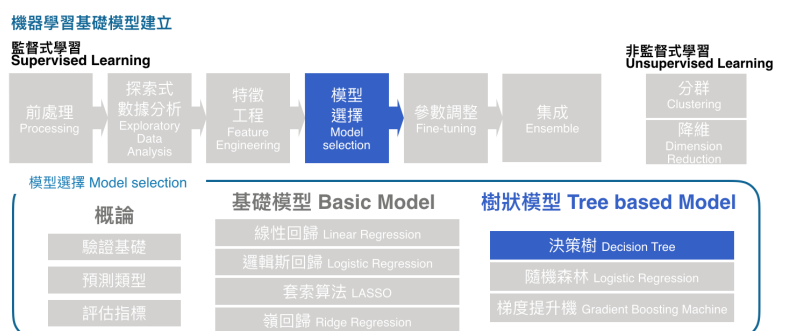 機器學習基礎模型建立
監督式學習
Supervised Learning
非監督式學習
Unsupervised Learning
前處理
Processing
探索式
數據分析
Exploratory
Data
Analysis
特徵
工程
Feature
Engineering
模型
選擇
Model
selection
參數調整
Fine-tuning
集成
Ensemble
分群
Clustering
降維
Dimension
Reduction
模型選擇 Model selection
概論
驗證基礎
預測類型
評估指標
基礎模型 Basic Model
線性回歸 Linear Regression
邏輯斯回歸 Logistic Regression
套索算法 LASSO
嶺回歸 Ridge Regression
樹狀模型 Tree based Model
決策樹 Decision Tree
隨機森林 Logistic Regression
梯度提升機 Gradient Boosting Machine